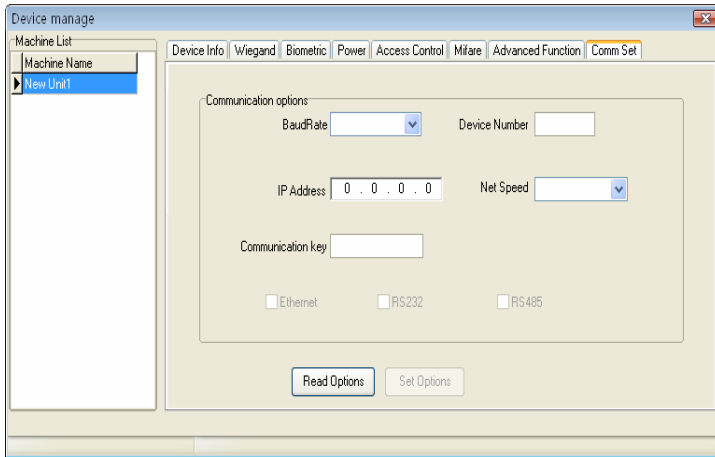 Device manage
Machine List
Machine Name
New Unit1
Device Info Wiegand Biometric Power Access Control Mifare Advanced Function Comm Set
Communication options
BaudRate Device Number
IP Address 0 . 0 . 0 . 0 Net Speed
Communication key
Ethernet RS232 RS485
Read Options Set Options